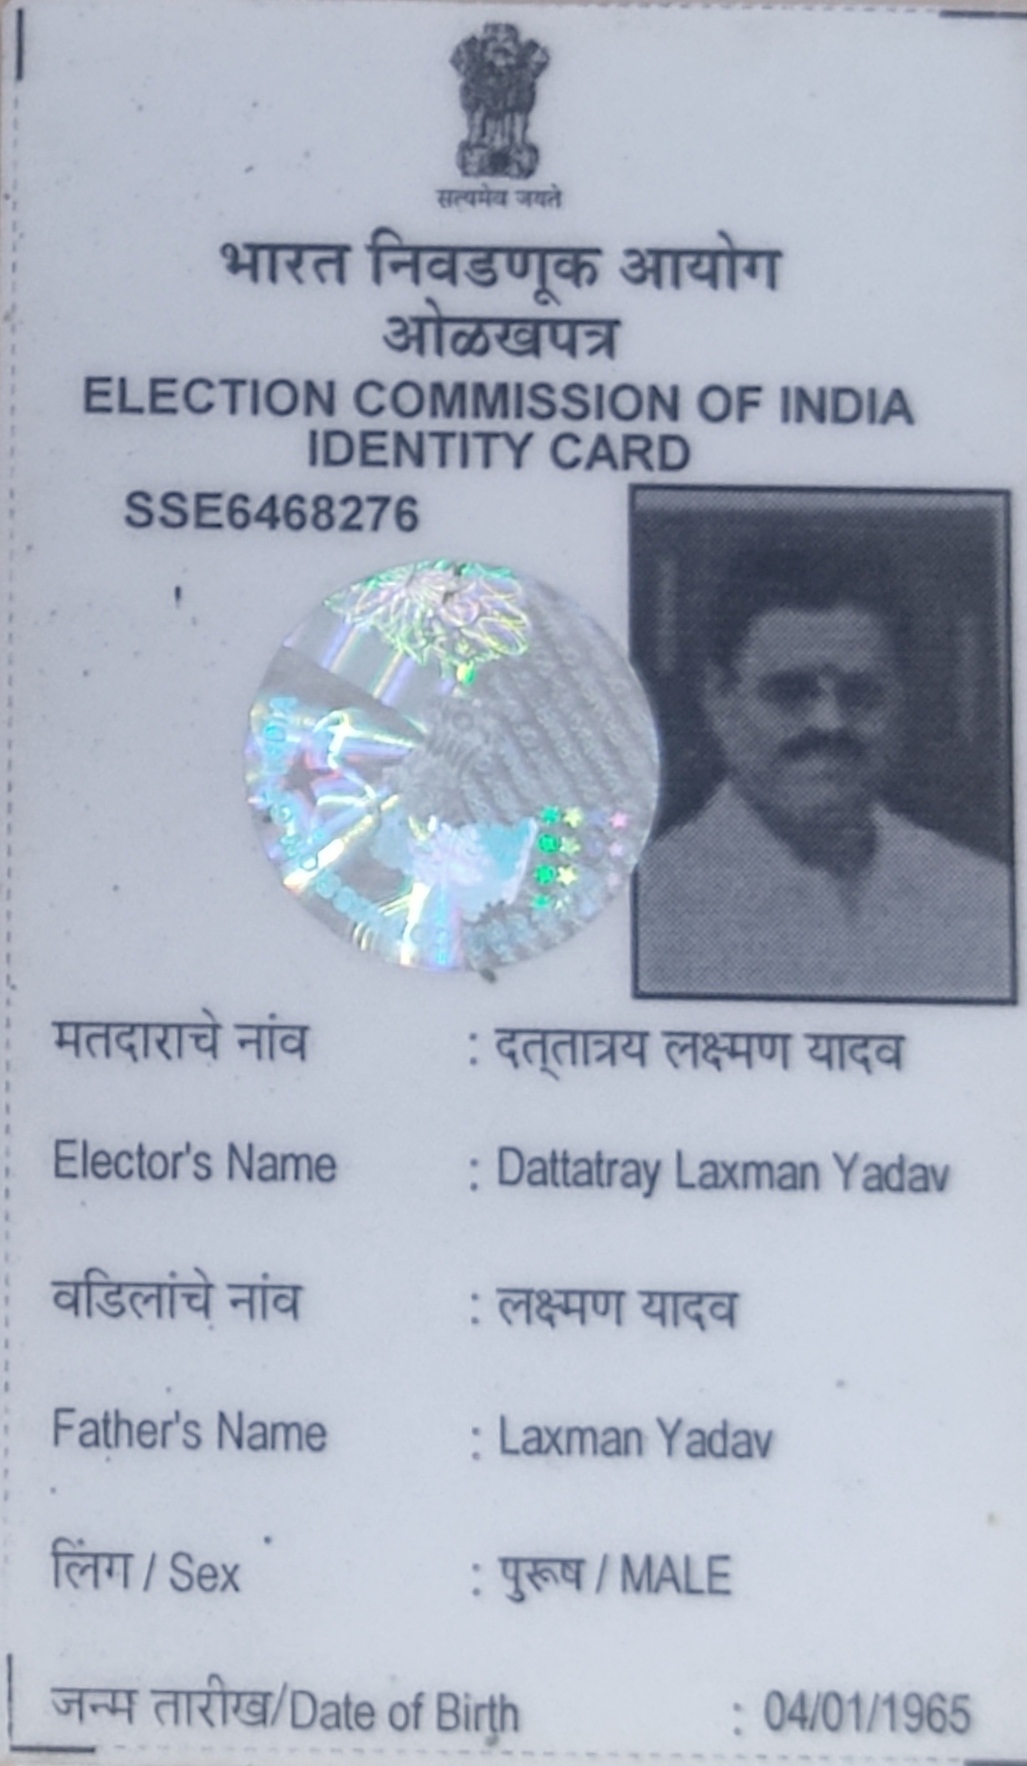 सत्यमेव जयते
भारत निवडणूक आयोग
ओळखपत्र
ELECTION COMMISSION OF INDIA
IDENTITY CARD
SSE6468276
मतदाराचे नांव : दत्‌तात्रय लक्ष्मण यादव
Elector's Name : Dattatray Laxman Yadav
वडिलांचे नांव : लक्ष्मण यादव
Father's Name : Laxman Yadav
लिंग / Sex : पुरूष / MALE
जन्म तारीख/Date of Birth : 04/01/1965